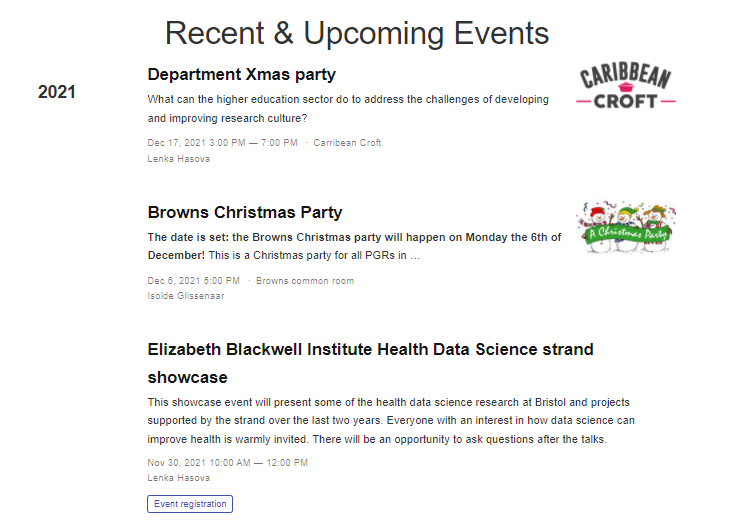 Recent & Upcoming Events
2021
Department Xmas party
CARIBBEAN
CROFT
What can the higher education sector do to address the challenges of developing
and improving research culture?
Dec 17, 2021 3:00 PM — 7:00 PM · Carribean Croft
Lenka Hasova
Browns Christmas Party
A Christmas Party
The date is set: the Browns Christmas party will happen on Monday the 6th of
December! This is a Christmas party for all PGRs in …
Dec 6, 2021 5:00 PM · Browns common room
Isolde Glissenaar
Elizabeth Blackwell Institute Health Data Science strand
showcase
This showcase event will present some of the health data science research at Bristol and projects
supported by the strand over the last two years. Everyone with an interest in how data science can
improve health is warmly invited. There will be an opportunity to ask questions after the talks.
Nov 30, 2021 10:00 AM — 12:00 PM
Lenka Hasova
Event registration